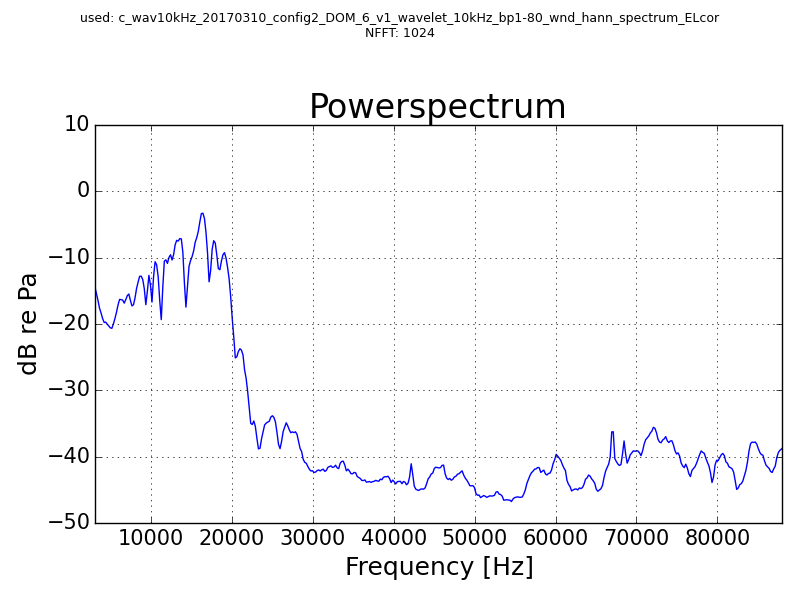 used: c_wav10kHz_20170310_config2_DOM_6_v1_wavelet_10kHz_bp1-80_wnd_hann_spectrum_ELcor
NFFT: 1024
Powerspectrum
10
0
−10
−20
−30
−40
−50
dB re Pa
10000 20000 30000 40000 50000 60000 70000 80000
Frequency [Hz]